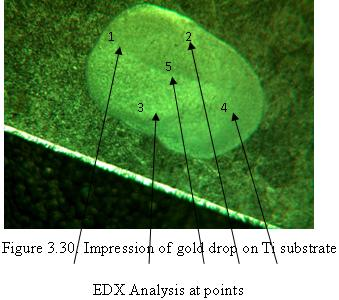 1 2
5
3 4
Figure 3.30. Impression of gold drop on Ti substrate
EDX Analysis at points